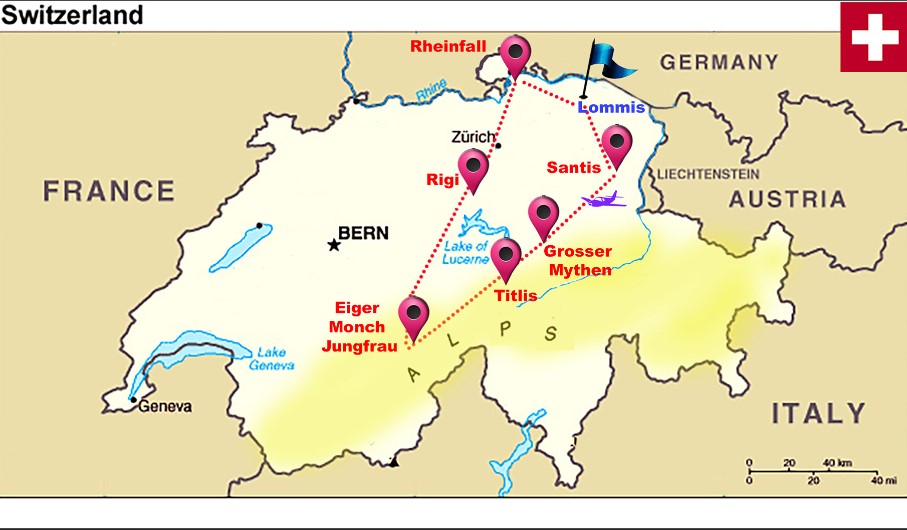 Switzerland
Rheinfall
GERMANY
Rhine
Lommis
Zürich
Santis
Rigi
LIECHTENSTEIN
FRANCE
AUSTRIA
BERN
Lake of
Lucerne
Grosser
Mythen
Titlis
Eiger
Monch
Jungfrau
A L P S
Lake
Geneva
Geneva
ITALY
0 20 40 km
0 20 40 mi